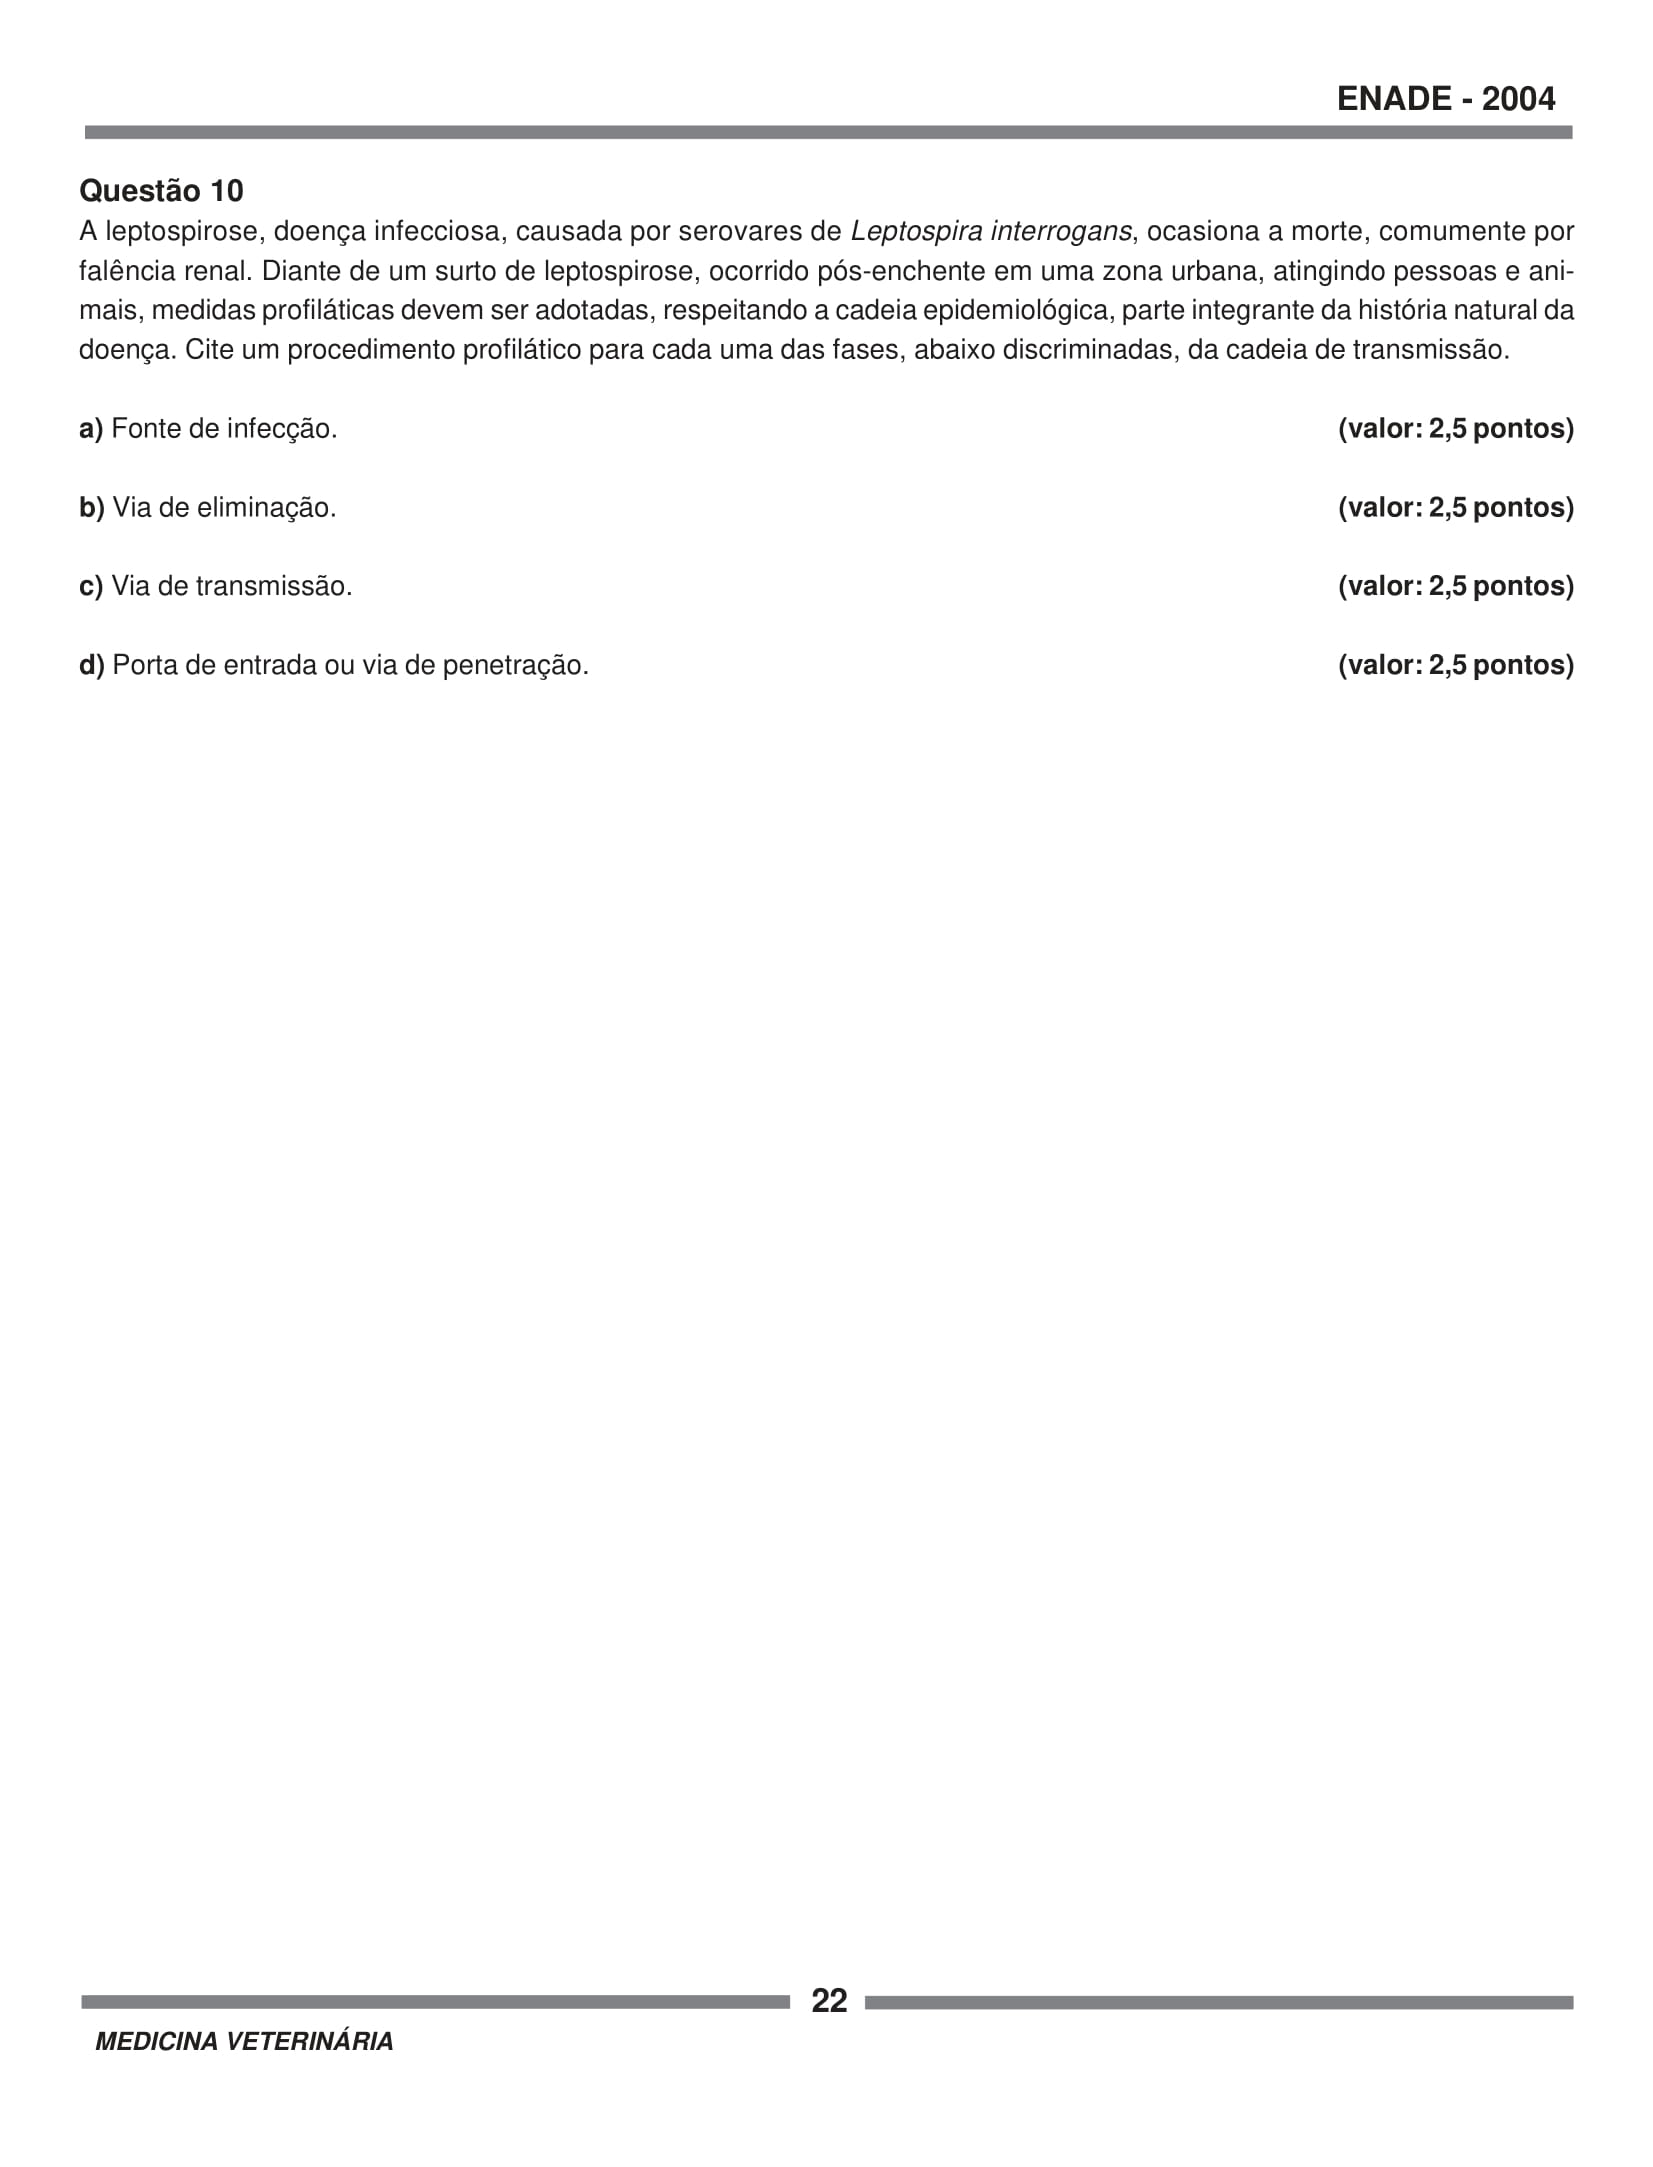 ENADE - 2004
Questão 10
A leptospirose, doença infecciosa, causada por serovares de Leptospira interrogans, ocasiona a morte, comumente por
falência renal. Diante de um surto de leptospirose, ocorrido pós-enchente em uma zona urbana, atingindo pessoas e ani-
mais, medidas profiláticas devem ser adotadas, respeitando a cadeia epidemiológica, parte integrante da história natural da
doença. Cite um procedimento profilático para cada uma das fases, abaixo discriminadas, da cadeia de transmissão.
a) Fonte de infecção. (valor: 2,5 pontos)
b) Via de eliminação. (valor: 2,5 pontos)
c) Via de transmissão. (valor: 2,5 pontos)
d) Porta de entrada ou via de penetração. (valor: 2,5 pontos)
22
MEDICINA VETERINÁRIA